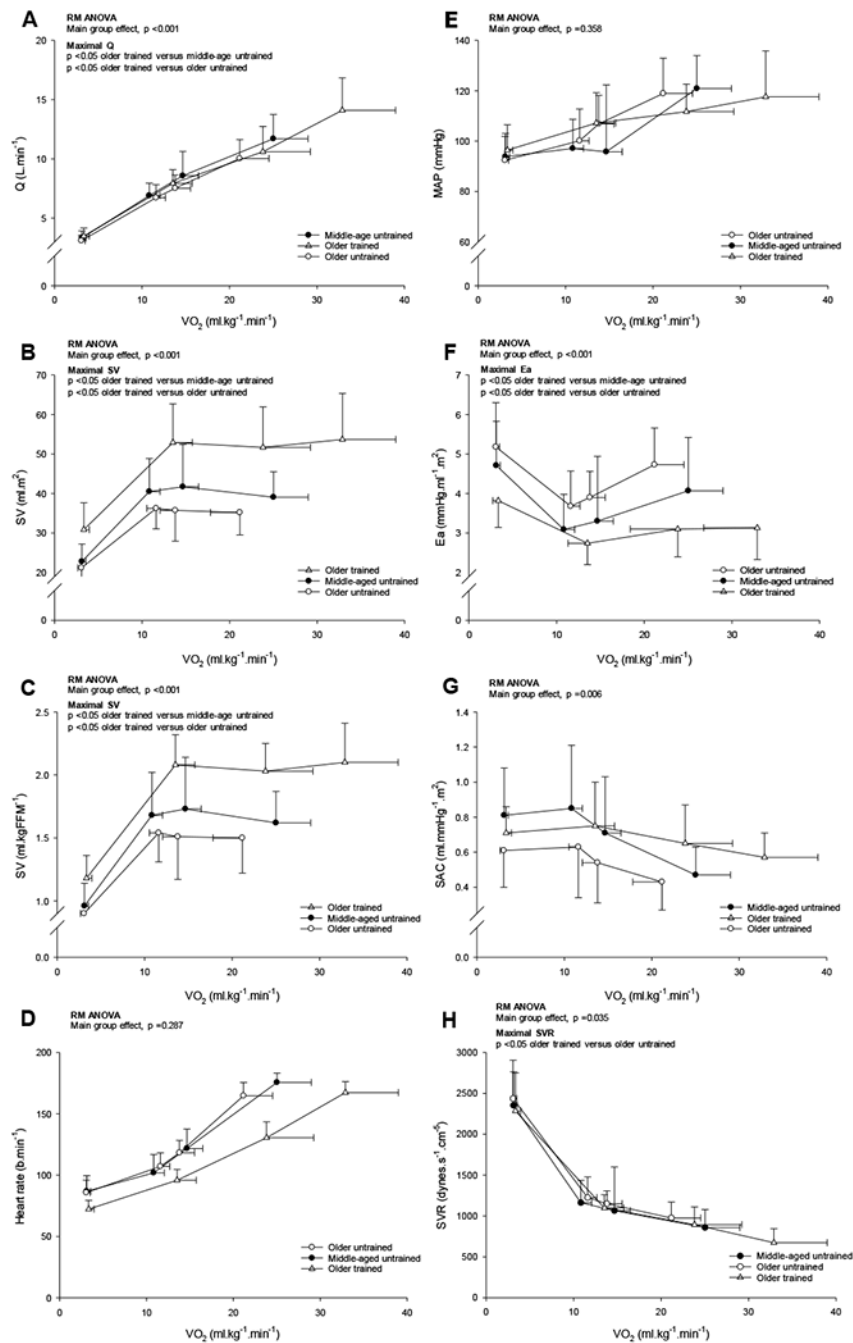 A
RM ANOVA
Main group effect, p <0.001
Maximal Q
p <0.05 older trained versus middle-age untrained
p <0.05 older trained versus older untrained
20
15
10
5
0
Q (L.min⁻¹)
Middle-age untrained
Older trained
Older untrained
0 10 20 30 40
VO₂ (ml.kg⁻¹.min⁻¹)
B
RM ANOVA
Main group effect, p <0.001
Maximal SV
p <0.05 older trained versus middle-age untrained
p <0.05 older trained versus older untrained
70
60
50
40
30
20
0
SV (ml.m²)
Older trained
Middle-aged untrained
Older untrained
0 10 20 30 40
VO₂ (ml.kg⁻¹.min⁻¹)
C
RM ANOVA
Main group effect, p <0.001
Maximal SV
p <0.05 older trained versus middle-age untrained
p <0.05 older trained versus older untrained
2.5
2.0
1.5
1.0
0.0
SV (ml.kgFFM⁻¹)
Older trained
Middle-aged untrained
Older untrained
0 10 20 30 40
VO₂ (ml.kg⁻¹.min⁻¹)
D
RM ANOVA
Main group effect, p =0.287
200
150
100
50
0
Heart rate (b.min⁻¹)
Older untrained
Middle-aged untrained
Older trained
0 10 20 30 40
VO₂ (ml.kg⁻¹.min⁻¹)
E
RM ANOVA
Main group effect, p =0.358
140
120
100
80
60
0
MAP (mmHg)
Older untrained
Middle-aged untrained
Older trained
0 10 20 30 40
VO₂ (ml.kg⁻¹.min⁻¹)
F
RM ANOVA
Main group effect, p <0.001
Maximal Ea
p <0.05 older trained versus middle-age untrained
p <0.05 older trained versus older untrained
7
6
5
4
3
2
0
Ea (mmHg.ml⁻¹.m²)
Older untrained
Middle-aged untrained
Older trained
0 10 20 30 40
VO₂ (ml.kg⁻¹.min⁻¹)
G
RM ANOVA
Main group effect, p =0.006
1.4
1.2
1.0
0.8
0.6
0.4
0.0
SAC (ml.mmHg⁻¹.m²)
Middle-aged untrained
Older trained
Older untrained
0 10 20 30 40
VO₂ (ml.kg⁻¹.min⁻¹)
H
RM ANOVA
Main group effect, p =0.035
Maximal SVR
p <0.05 older trained versus older untrained
3000
2500
2000
1500
1000
500
0
SVR (dynes.s⁻¹.cm⁻⁵)
Middle-aged untrained
Older untrained
Older trained
0 10 20 30 40
VO₂ (ml.kg⁻¹.min⁻¹)